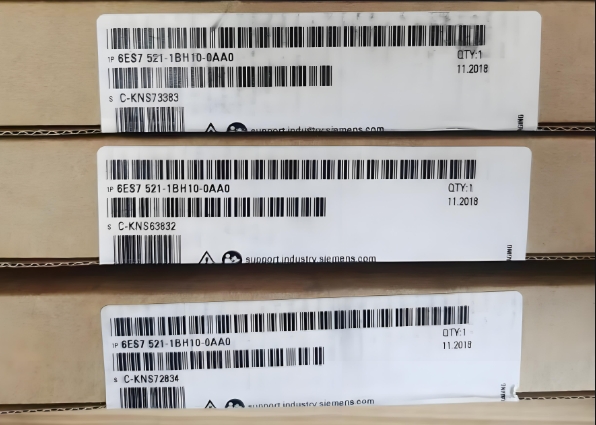 1P 6ES7 521-1BH10-0AA0 QTY:1
11.2018
S C-KNS73383
support.industry.siemens.com
1P 6ES7 521-1BH10-0AA0 QTY:1
11.2018
S C-KNS63832
support.industry.siemens.com
1P 6ES7 521-1BH10-0AA0 QTY:1
11.2018
S C-KNS72834
support.industry.siemens.com